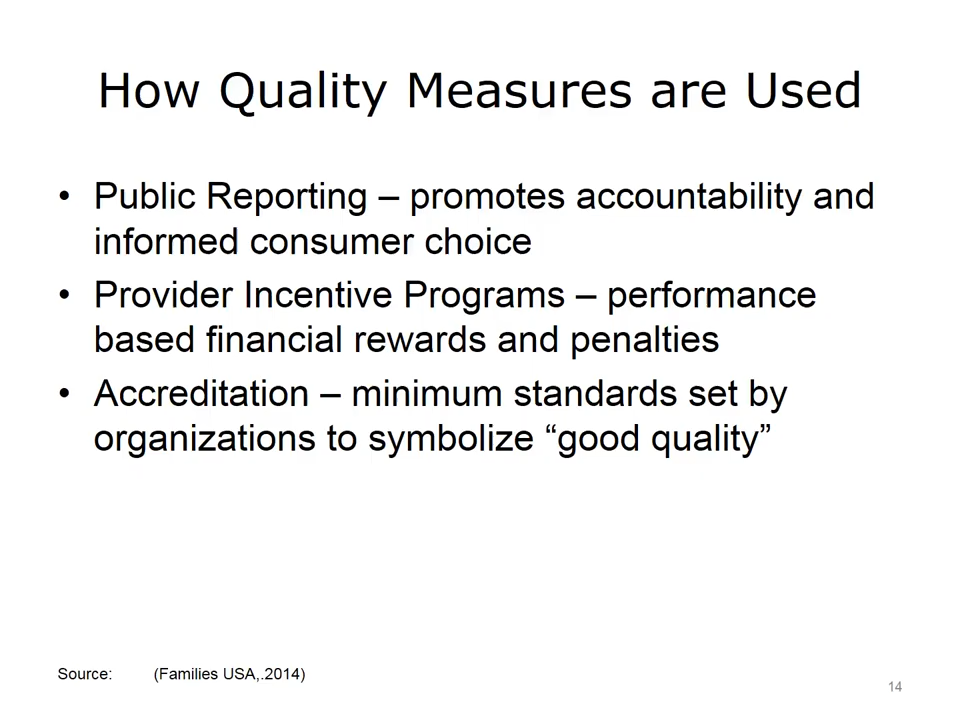 How Quality Measures are Used
• Public Reporting – promotes accountability and
informed consumer choice
• Provider Incentive Programs – performance
based financial rewards and penalties
• Accreditation – minimum standards set by
organizations to symbolize “good quality”
Source: (Families USA,.2014)
14